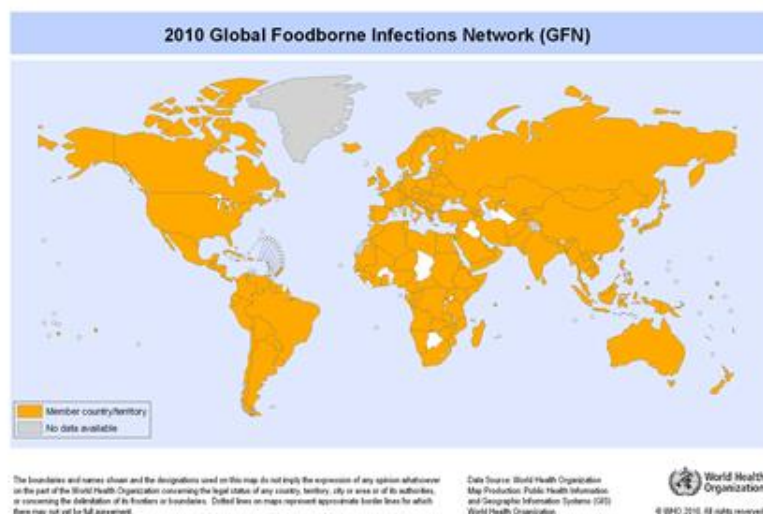 2010 Global Foodborne Infections Network (GFN)
Member country/territory
No data available
The boundaries and names shown and the designations used on this map do not imply the expression of any opinion whatsoever
on the part of the World Health Organization concerning the legal status of any country, territory, city or area or of its authorities,
or concerning the delimitation of its frontiers or boundaries. Dotted lines on maps represent approximate border lines for which
there may not yet be full agreement.
Data Source: World Health Organization
Map Production: Public Health Information
and Geographic Information Systems (GIS)
World Health Organization
World Health
Organization
© WHO 2010. All rights reserved